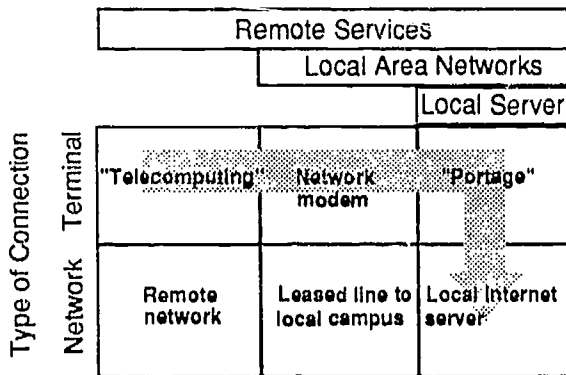 Remote Services
Local Area Networks
Local Server
Type of Connection
Terminal
Network
"Telecomputing"
Network
modem
"Portage"
Remote
network
Leased line to
local campus
Local Internet
server